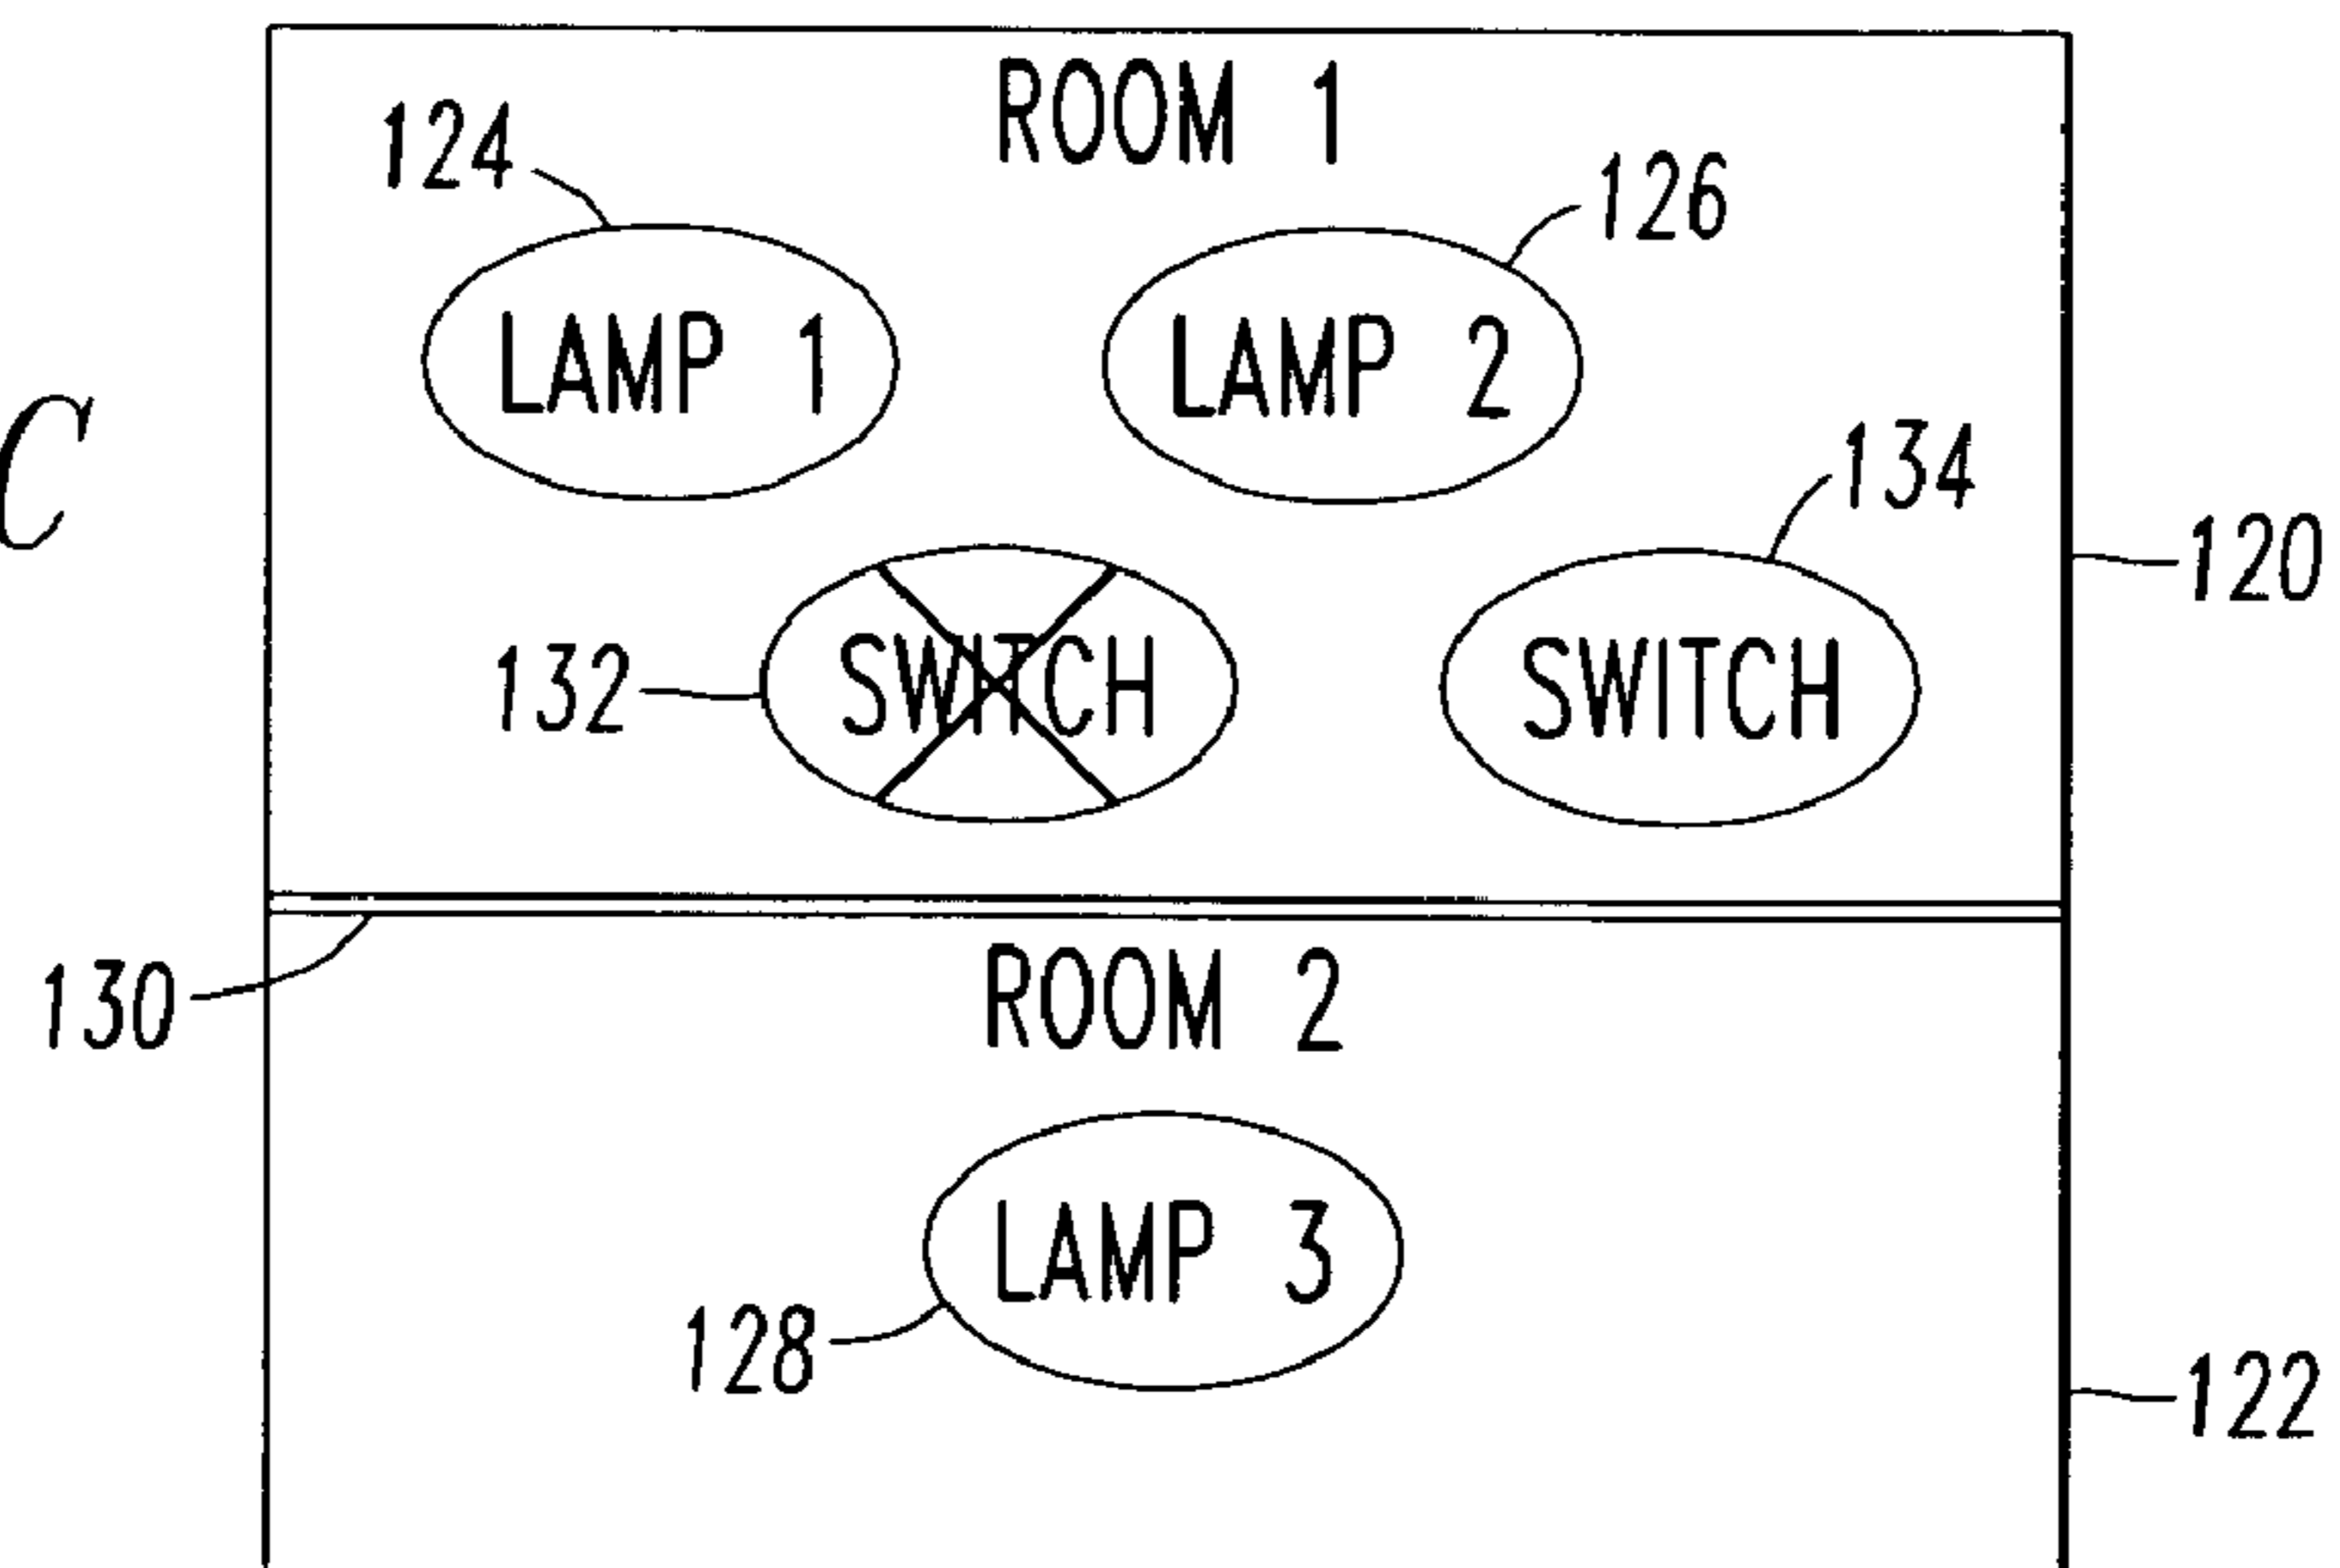 ROOM 1
124
126
LAMP 1
LAMP 2
C
134
120
132
SWITCH
SWITCH
130
ROOM 2
LAMP 3
128
122